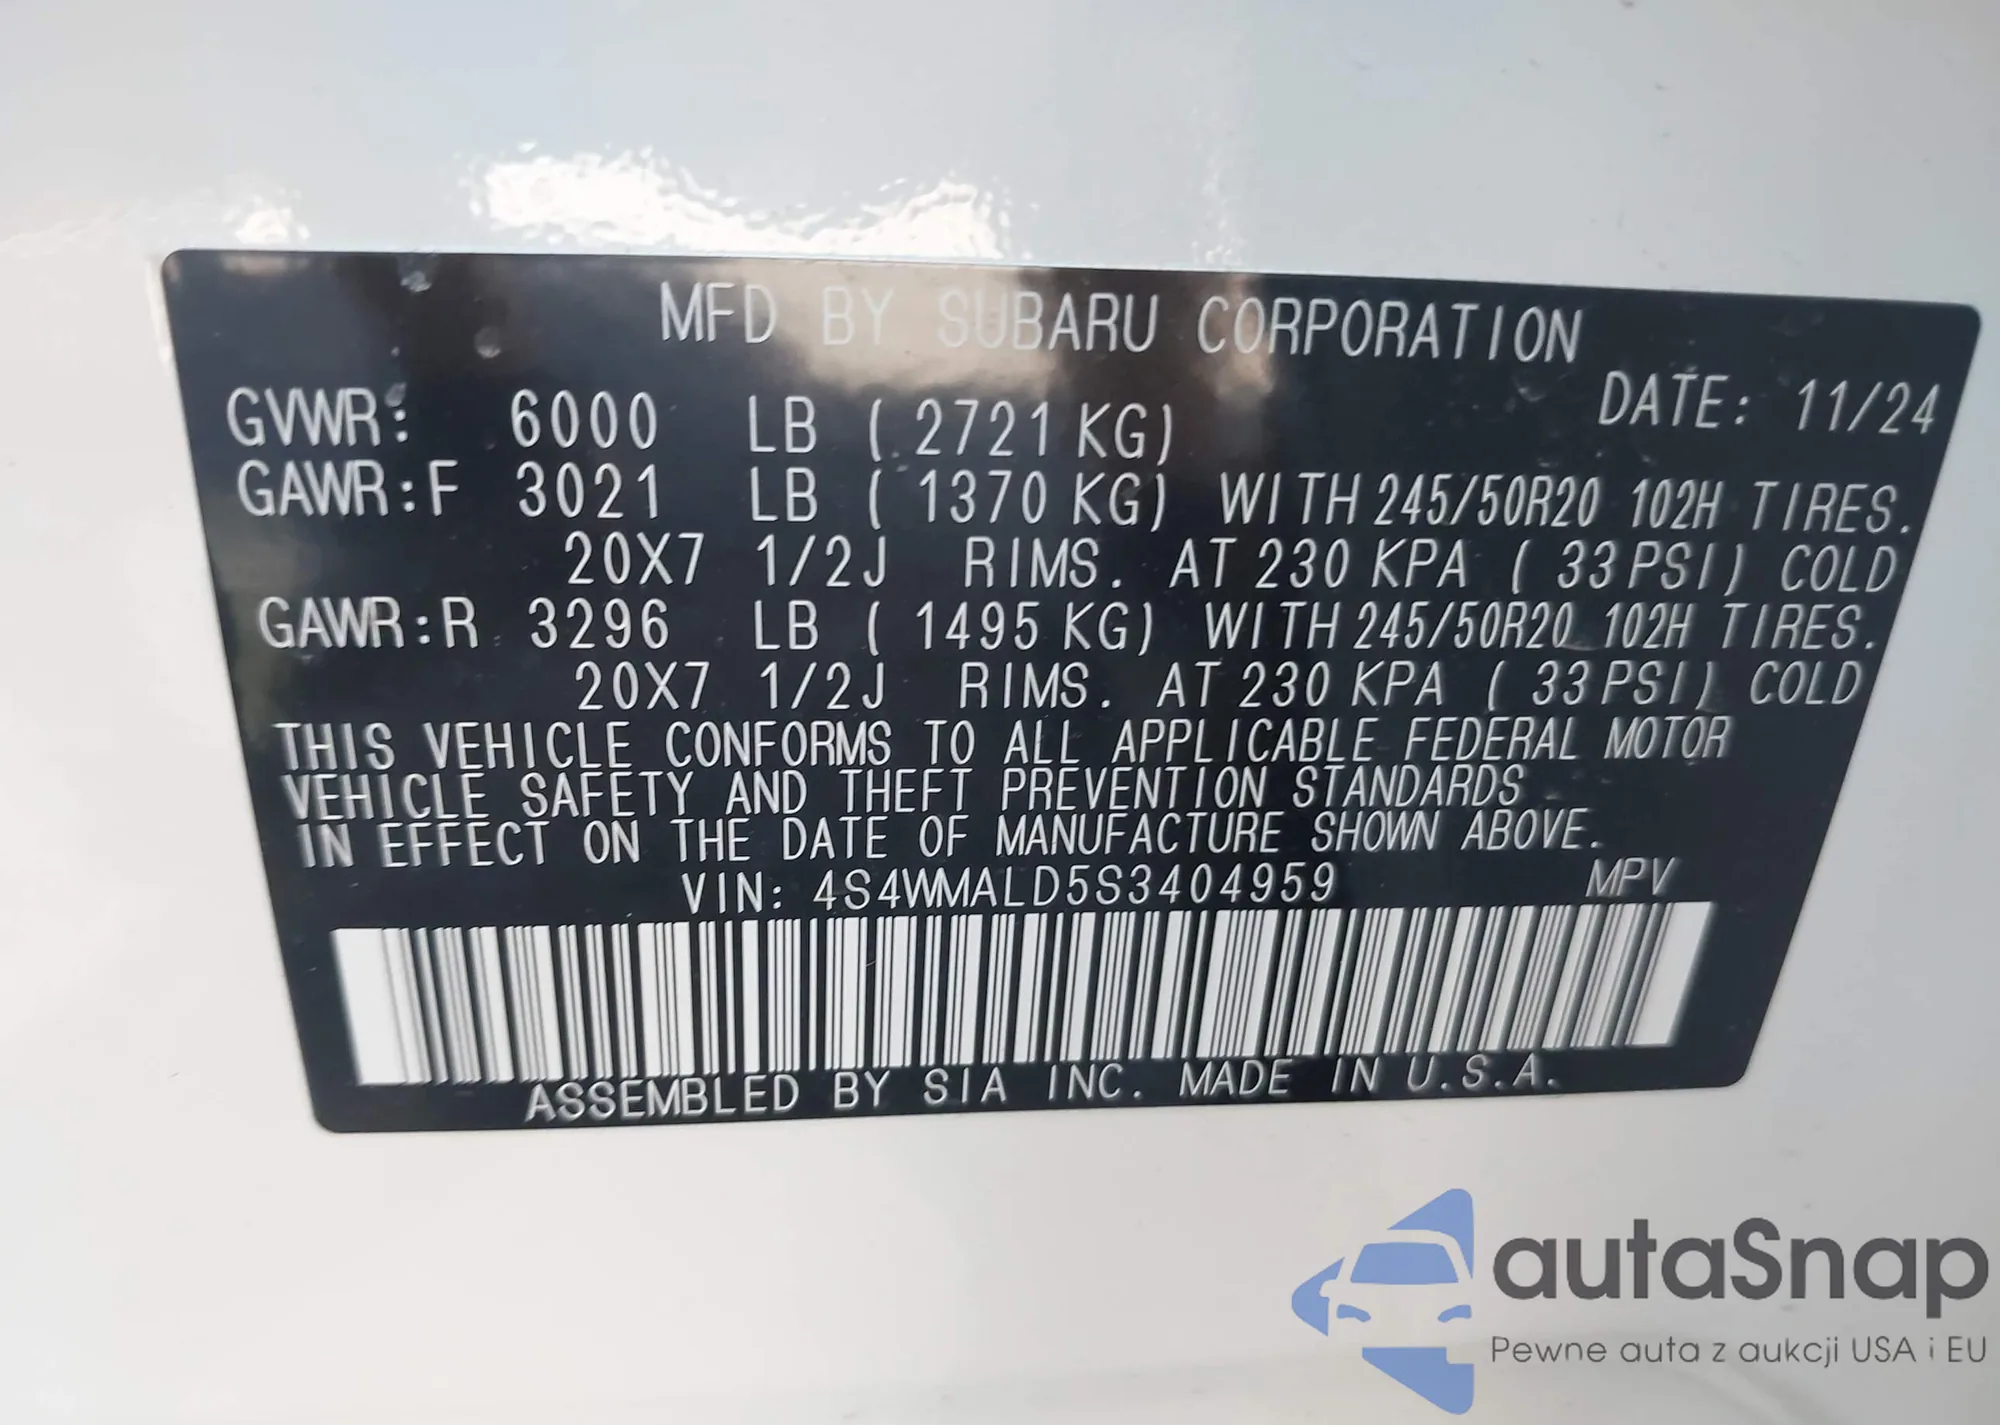 MFD BY SUBARU CORPORATION
DATE: 11/24
GVWR: 6000 LB (2721 KG)
GAWR:F 3021 LB (1370 KG) WITH 245/50R20 102H TIRES.
20X7 1/2J RIMS. AT 230 KPA (33 PSI) COLD
GAWR:R 3296 LB (1495 KG) WITH 245/50R20 102H TIRES.
20X7 1/2J RIMS. AT 230 KPA (33 PSI) COLD
THIS VEHICLE CONFORMS TO ALL APPLICABLE FEDERAL MOTOR
VEHICLE SAFETY AND THEFT PREVENTION STANDARDS
IN EFFECT ON THE DATE OF MANUFACTURE SHOWN ABOVE.
VIN: 4S4WMALD5S3404959 MPV
ASSEMBLED BY SIA INC. MADE IN U.S.A.
autaSnap
Pewne auta z aukcji USA i EU